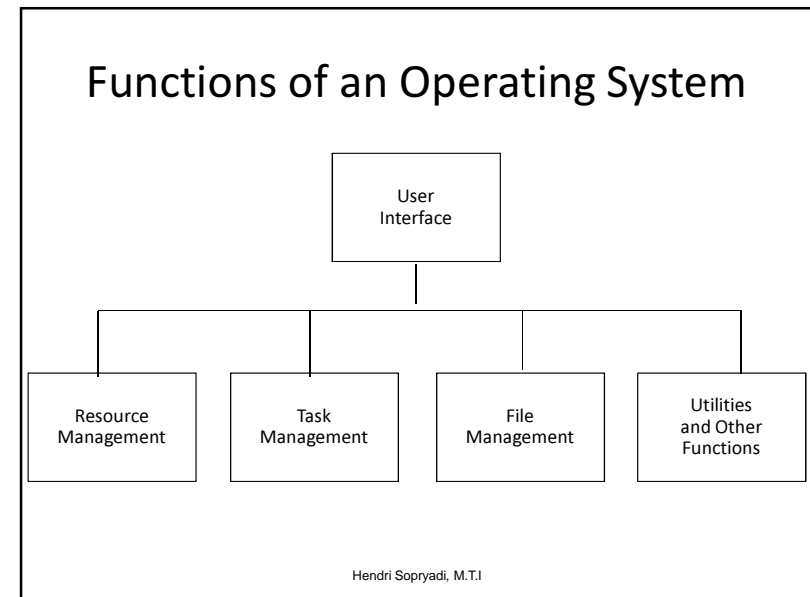 Functions of an Operating System
User
Interface
Resource
Management
Task
Management
File
Management
Utilities
and Other
Functions
Hendri Sopryadi, M.T.I